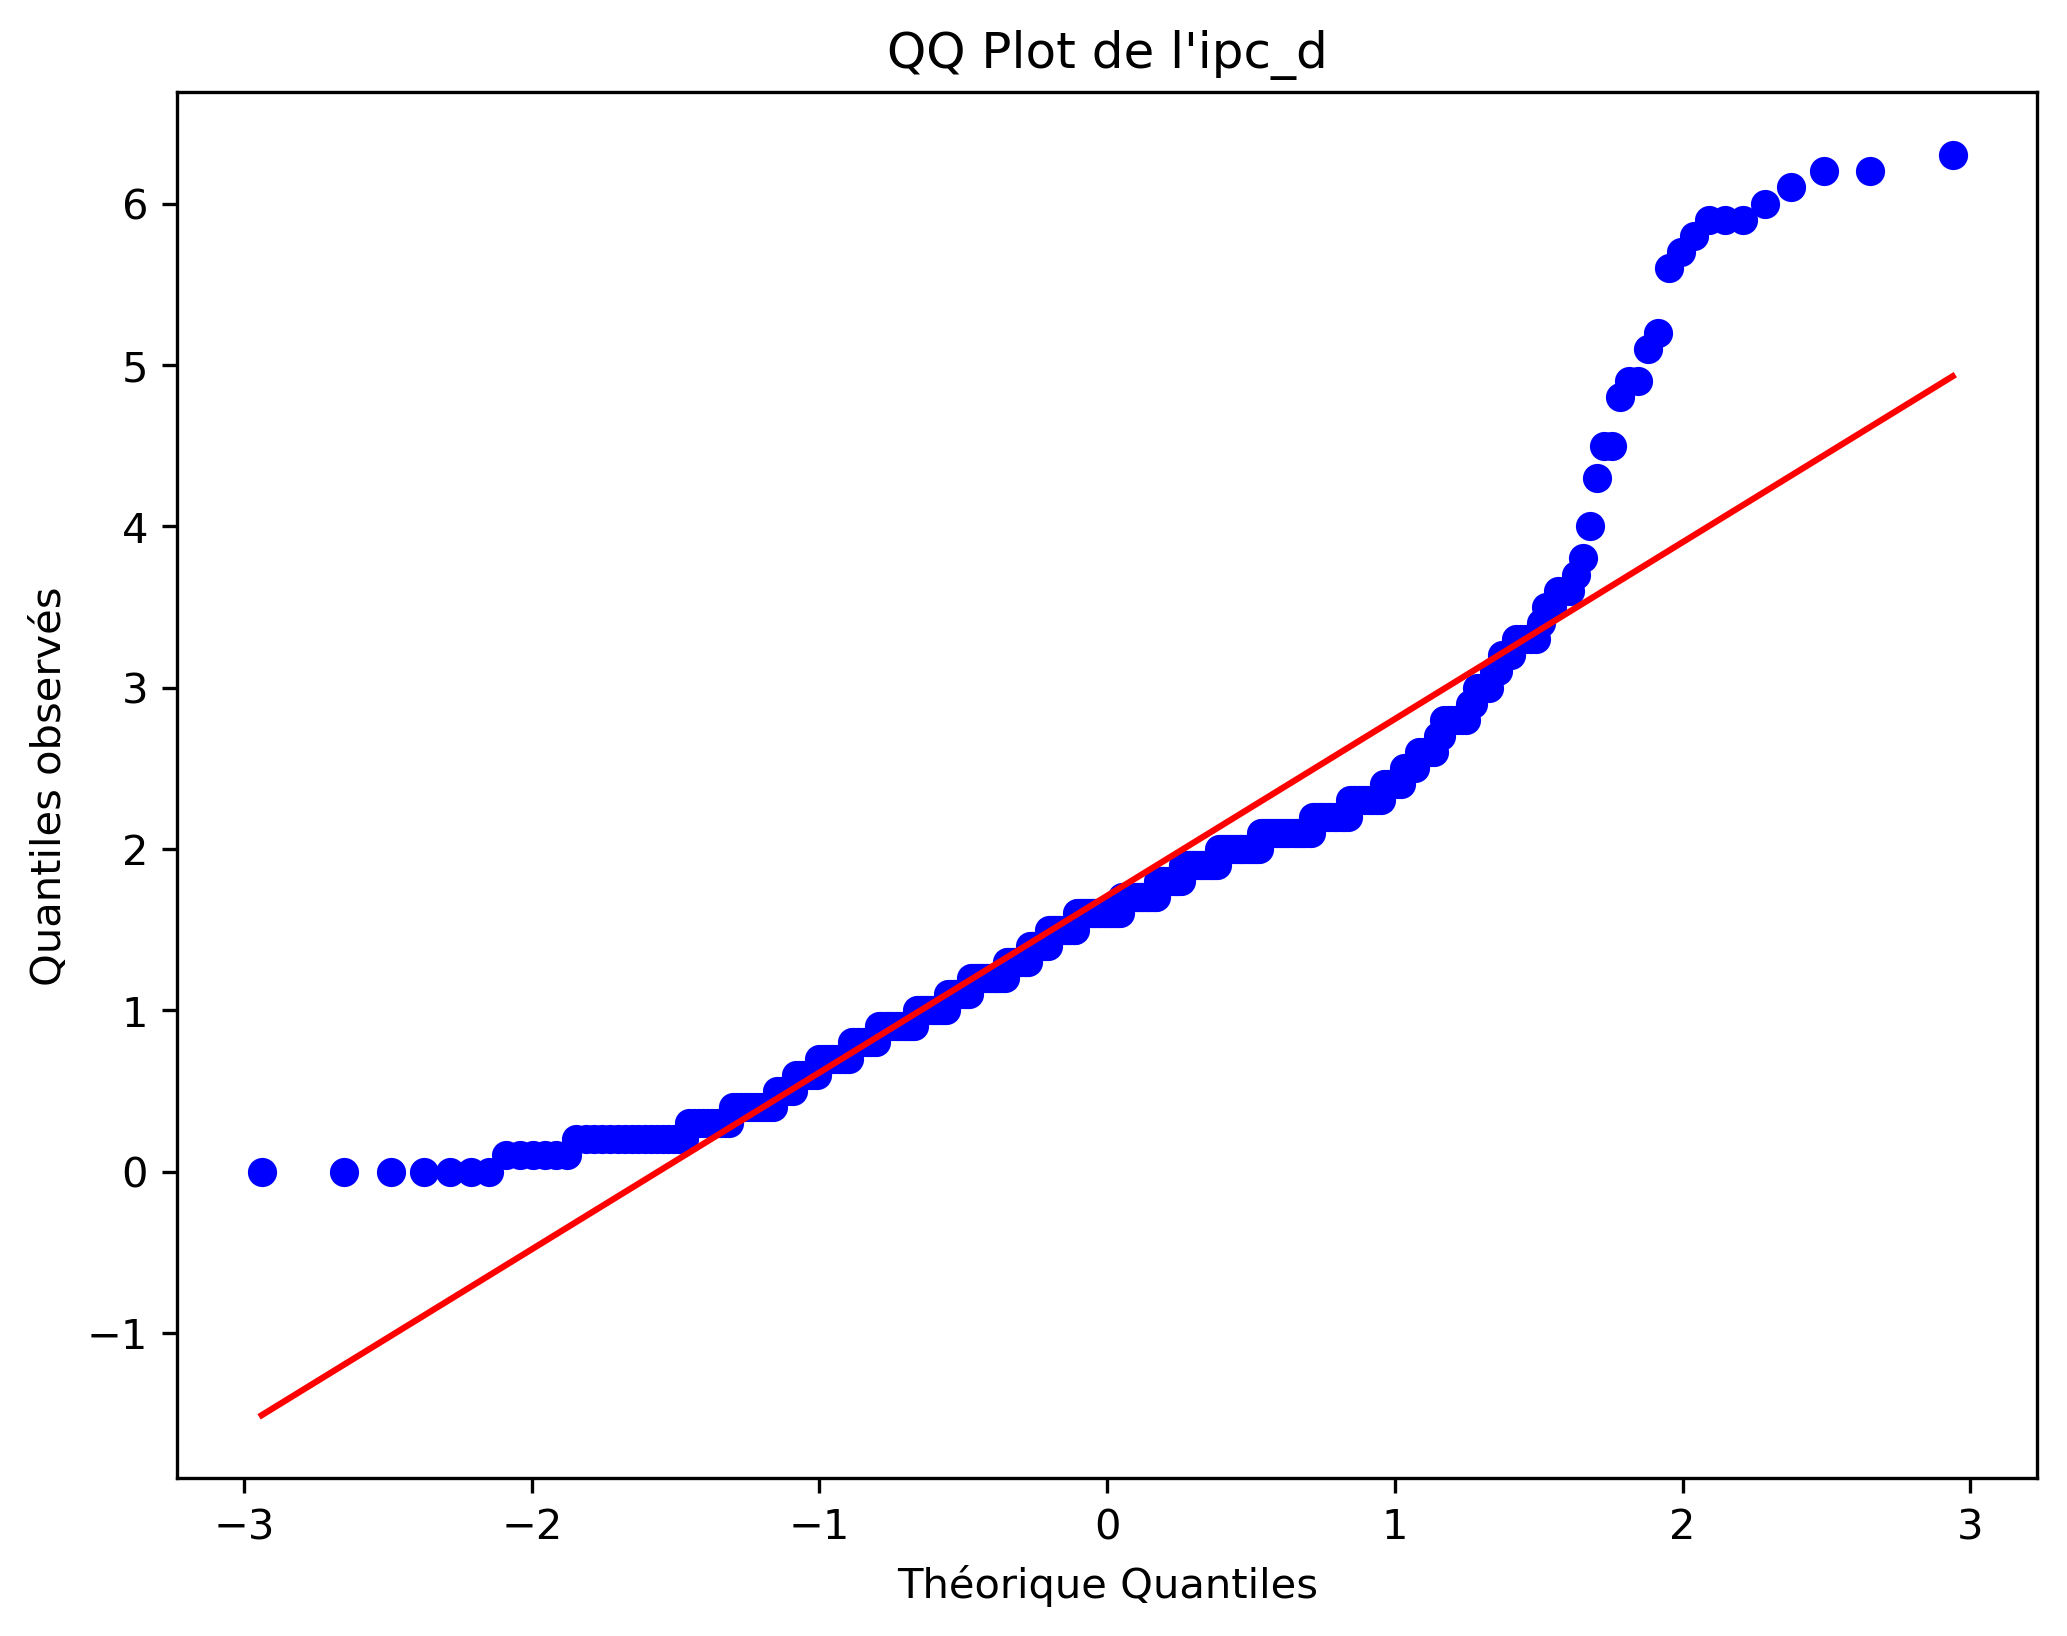 QQ Plot de l'ipc_d
6
5
4
3
2
1
0
−1
Quantiles observés
−3 −2 −1 0 1 2 3
Théorique Quantiles